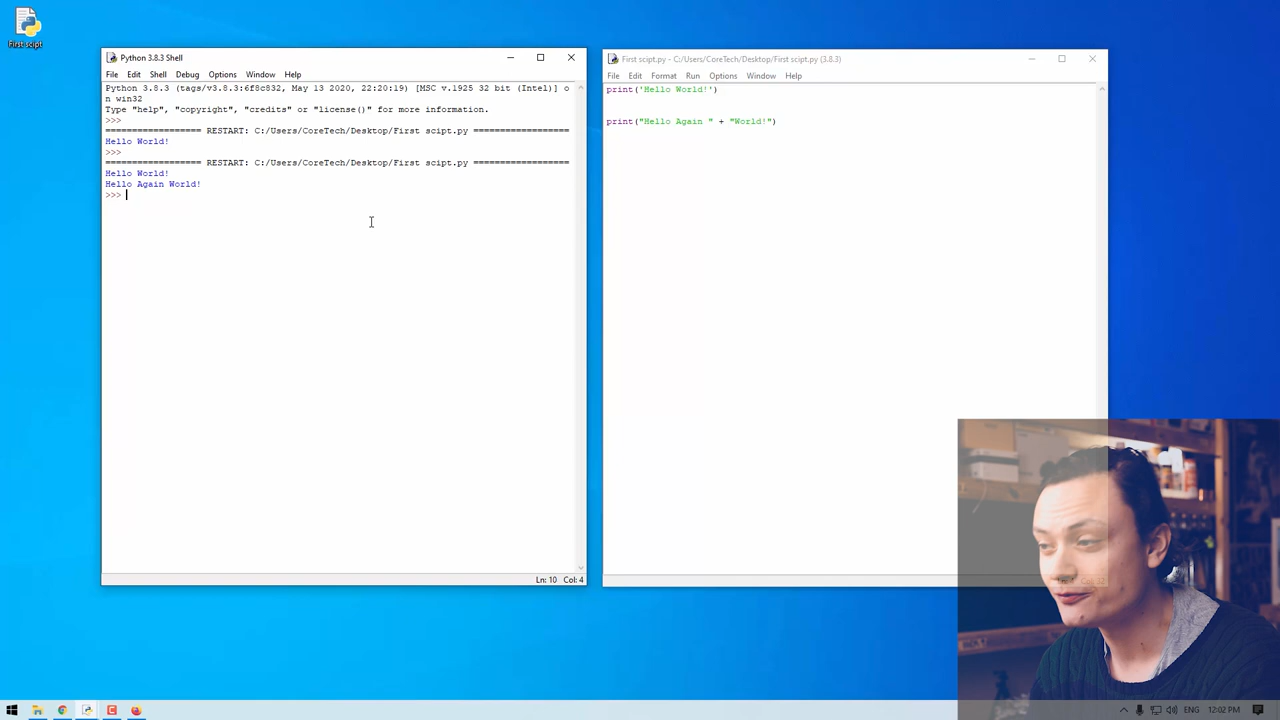 First scipt
Python 3.8.3 Shell
File Edit Shell Debug Options Window Help
Python 3.8.3 (tags/v3.8.3:6f8c832, May 13 2020, 22:20:19) [MSC v.1925 32 bit (Intel)] o
n win32
Type "help", "copyright", "credits" or "license()" for more information.
>>>
================== RESTART: C:/Users/CoreTech/Desktop/First scipt.py ==================
Hello World!
>>>
================== RESTART: C:/Users/CoreTech/Desktop/First scipt.py ==================
Hello World!
Hello Again World!
>>>
Ln: 10 Col: 4
First scipt.py - C:/Users/CoreTech/Desktop/First scipt.py (3.8.3)
File Edit Format Run Options Window Help
print('Hello World!')
print("Hello Again " + "World!")
Col: 32
ENG 12:02 PM